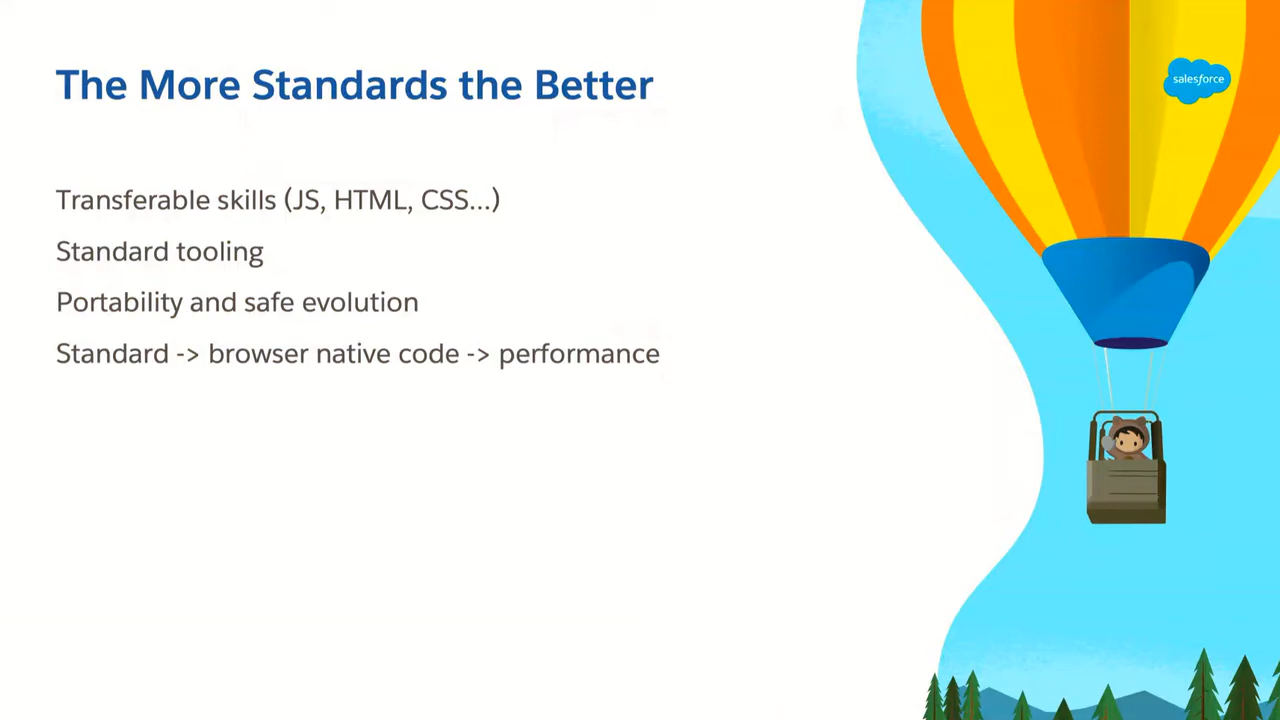 The More Standards the Better
salesforce
Transferable skills (JS, HTML, CSS...)
Standard tooling
Portability and safe evolution
Standard -> browser native code -> performance